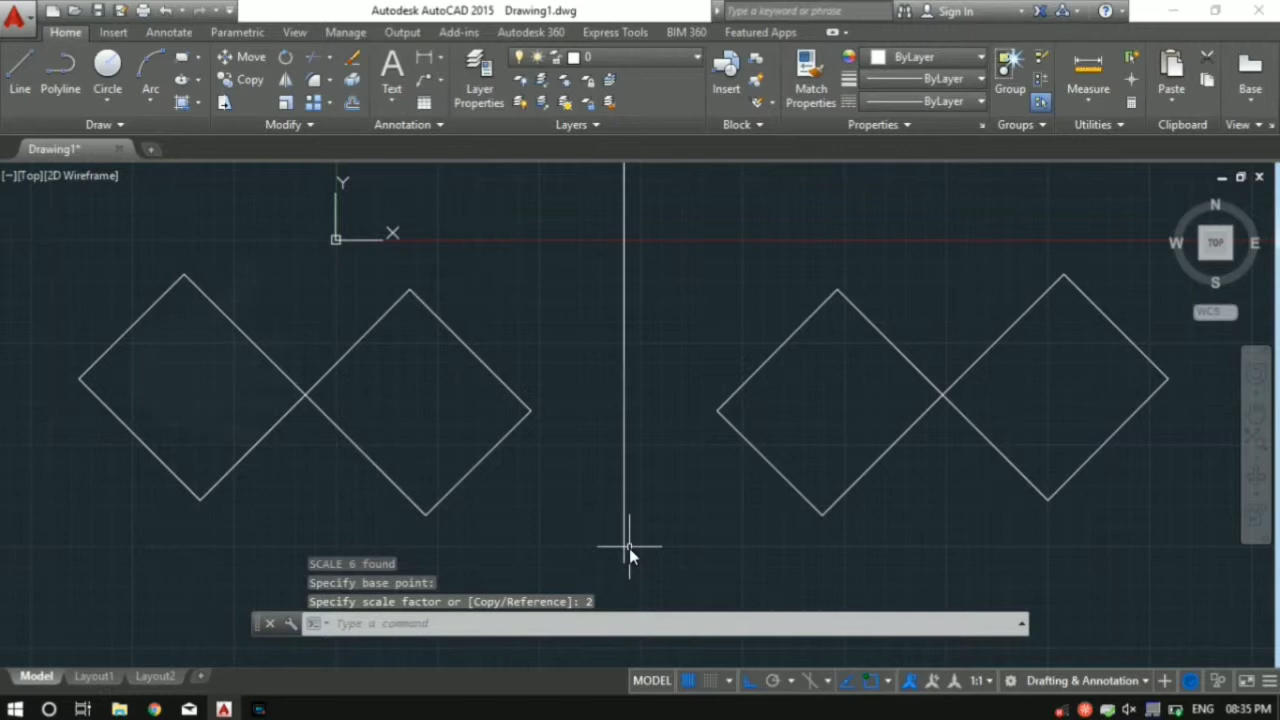 Autodesk AutoCAD 2015 Drawing1.dwg
Type a keyword or phrase
Sign In
Home Insert Annotate Parametric View Manage Output Add-ins Autodesk 360 Express Tools BIM 360 Featured Apps
Move
Copy
0
ByLayer
ByLayer
ByLayer
Line Polyline Circle Arc
Text
Layer
Properties
Insert
Match
Properties
Group
Measure
Paste
Base
Draw Modify Annotation Layers Block Properties Groups Utilities Clipboard View
Drawing1*
[−][Top][2D Wireframe]
Y
X
N
W
TOP
E
S
WCS
SCALE 6 found
Specify base point:
Specify scale factor or [Copy/Reference]: 2
Type a command
Model Layout1 Layout2
MODEL
1:1
Drafting & Annotation
ENG 08:35 PM